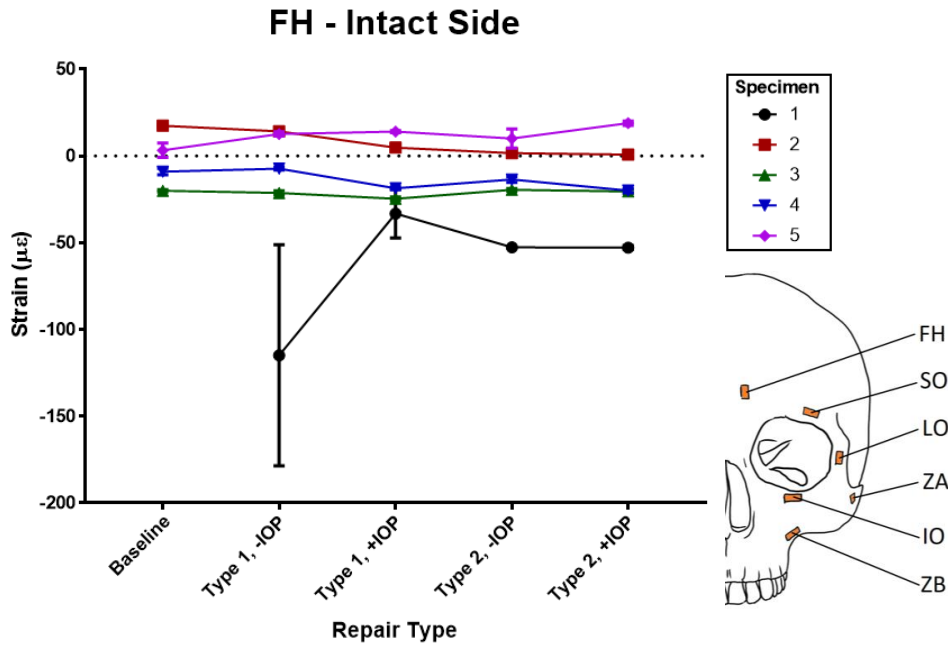 FH - Intact Side
50
0
-50
-100
-150
-200
Strain (με)
Baseline
Type 1, -IOP
Type 1, +IOP
Type 2, -IOP
Type 2, +IOP
Repair Type
Specimen
1
2
3
4
5
FH
SO
LO
ZA
IO
ZB